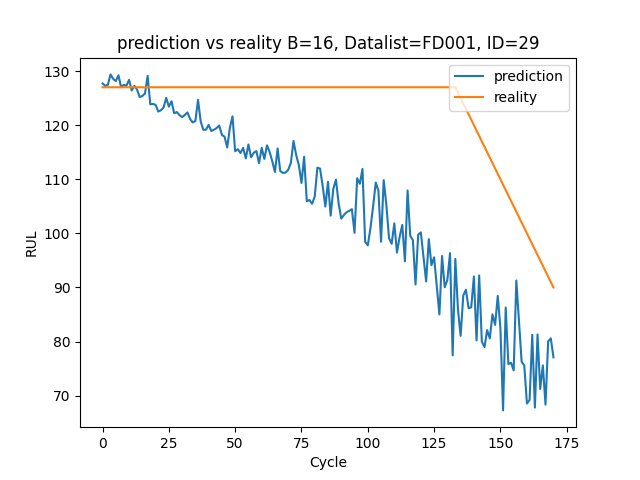 prediction vs reality B=16, Datalist=FD001, ID=29
prediction
reality
RUL
130
120
110
100
90
80
70
0 25 50 75 100 125 150 175
Cycle